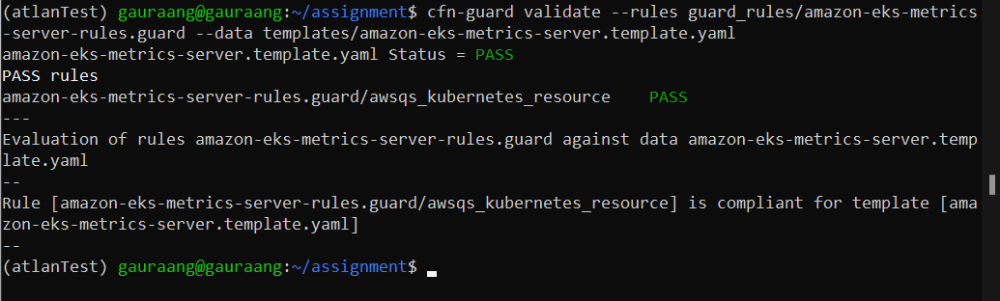 (atlanTest) gauraang@gauraang:~/assignment$ cfn-guard validate --rules guard_rules/amazon-eks-metrics
-server-rules.guard --data templates/amazon-eks-metrics-server.template.yaml
amazon-eks-metrics-server.template.yaml Status = PASS
PASS rules
amazon-eks-metrics-server-rules.guard/awsqs_kubernetes_resource    PASS
---
Evaluation of rules amazon-eks-metrics-server-rules.guard against data amazon-eks-metrics-server.temp
late.yaml
--
Rule [amazon-eks-metrics-server-rules.guard/awsqs_kubernetes_resource] is compliant for template [ama
zon-eks-metrics-server.template.yaml]
--
(atlanTest) gauraang@gauraang:~/assignment$